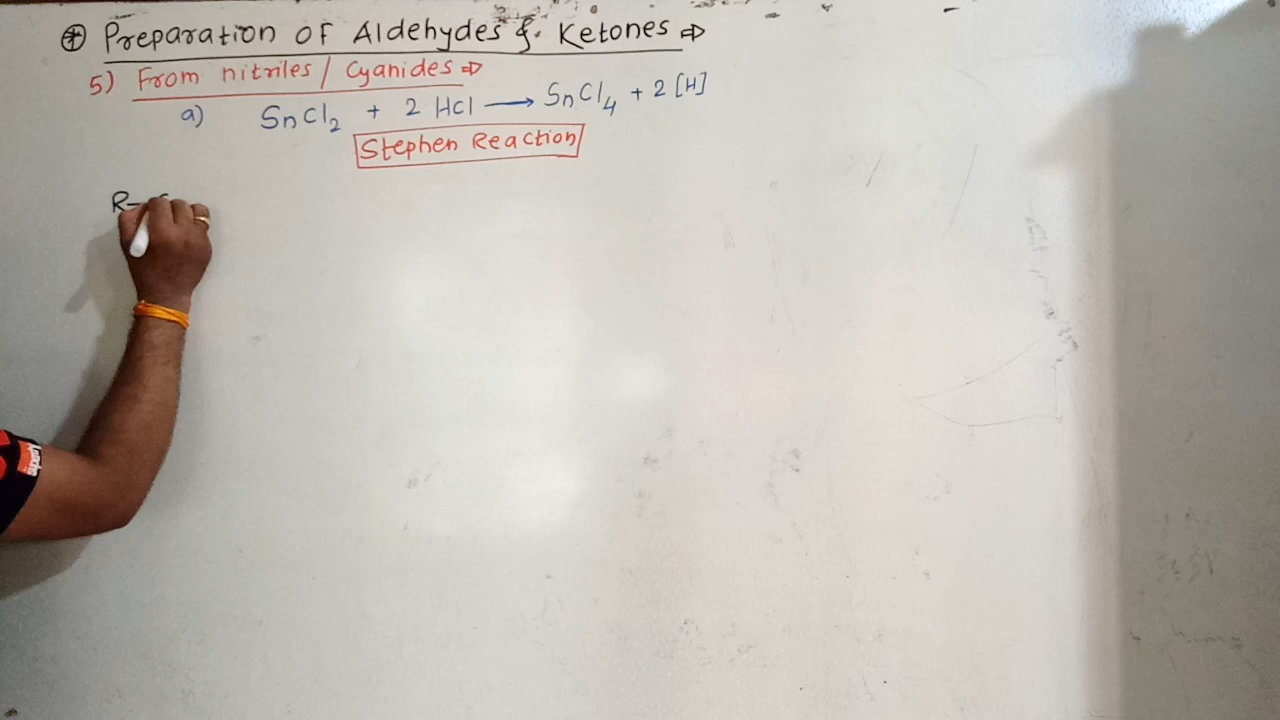 ⊕ Preparation of Aldehydes &. Ketones ⇒
5) From nitriles / Cyanides ⇒
a) SnCl₂ + 2 HCl ⟶ SnCl₄ + 2 [H]
Stephen Reaction
R–